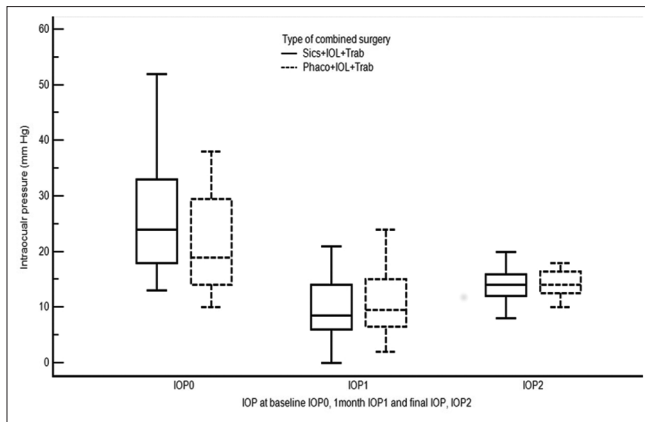 Type of combined surgery
Sics+IOL+Trab
Phaco+IOL+Trab
Intraocualr pressure (mm Hg)
60
50
40
30
20
10
0
IOP0
IOP1
IOP2
IOP at baseline IOP0, 1month IOP1 and final IOP, IOP2